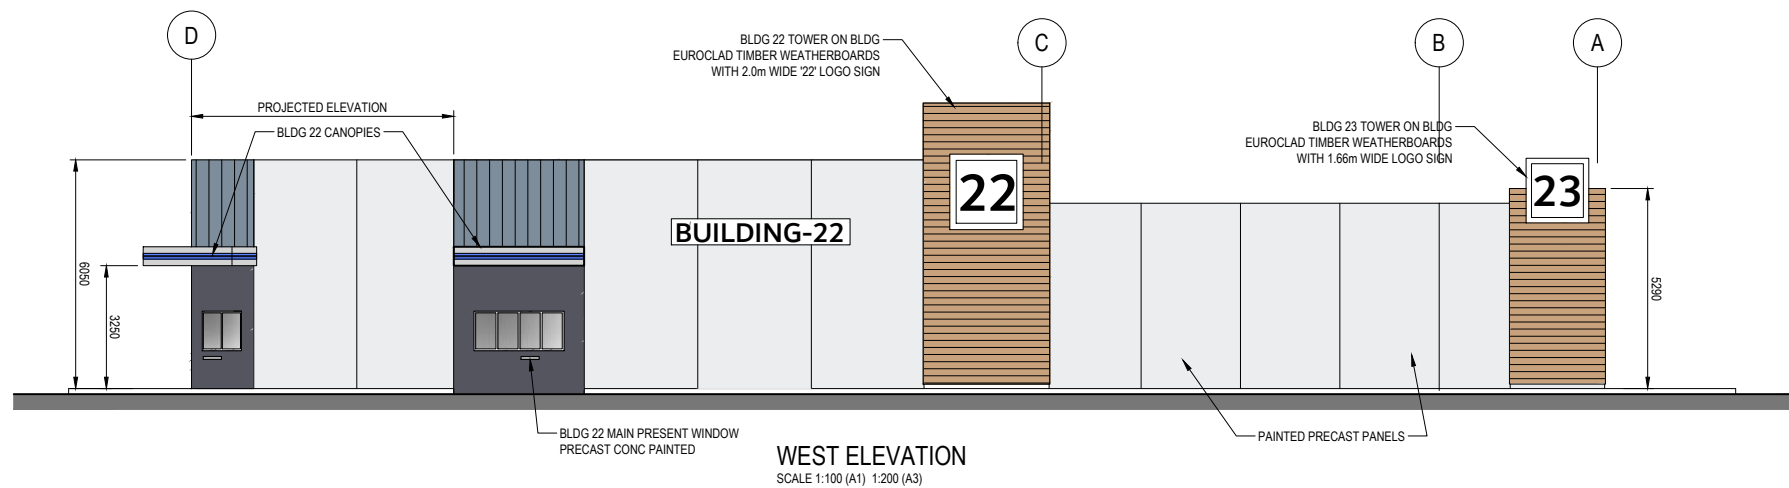 D
C
B
A
BLDG 22 TOWER ON BLDG
EUROCLAD TIMBER WEATHERBOARDS
WITH 2.0m WIDE '22' LOGO SIGN
PROJECTED ELEVATION
BLDG 22 CANOPIES
BLDG 23 TOWER ON BLDG
EUROCLAD TIMBER WEATHERBOARDS
WITH 1.66m WIDE LOGO SIGN
22
23
BUILDING-22
6050
3250
5290
BLDG 22 MAIN PRESENT WINDOW
PRECAST CONC PAINTED
PAINTED PRECAST PANELS
WEST ELEVATION
SCALE 1:100 (A1) 1:200 (A3)